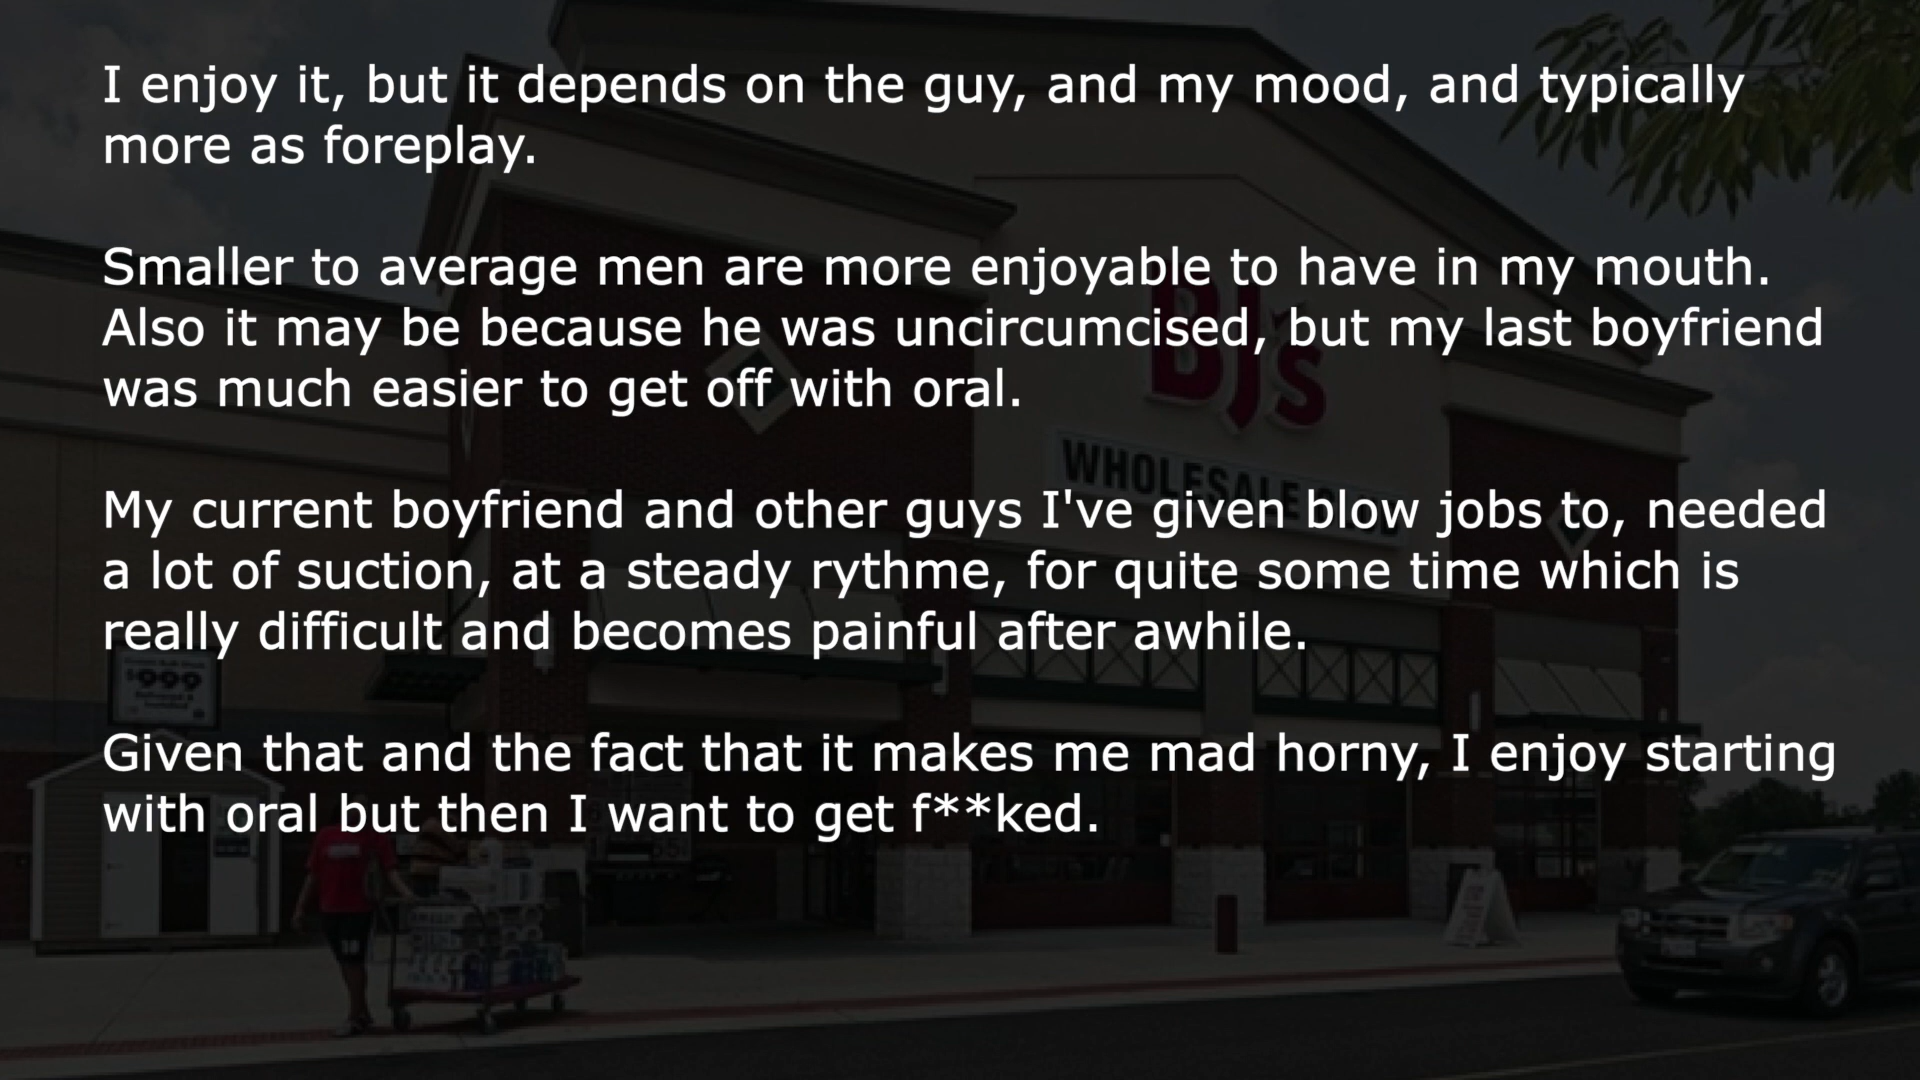 I enjoy it, but it depends on the guy, and my mood, and typically
more as foreplay.
Smaller to average men are more enjoyable to have in my mouth.
Also it may be because he was uncircumcised, but my last boyfriend
was much easier to get off with oral.
My current boyfriend and other guys I've given blow jobs to, needed
a lot of suction, at a steady rythme, for quite some time which is
really difficult and becomes painful after awhile.
Given that and the fact that it makes me mad horny, I enjoy starting
with oral but then I want to get f**ked.
BJ's
WHOLESALE CLUB
$999